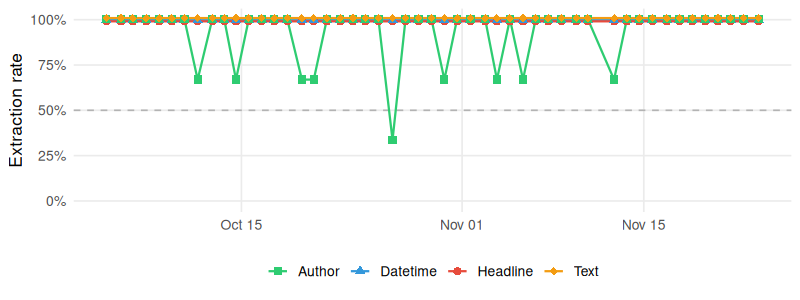 100%
75%
50%
25%
0%
Extraction rate
Oct 15 Nov 01 Nov 15
Author Datetime Headline Text